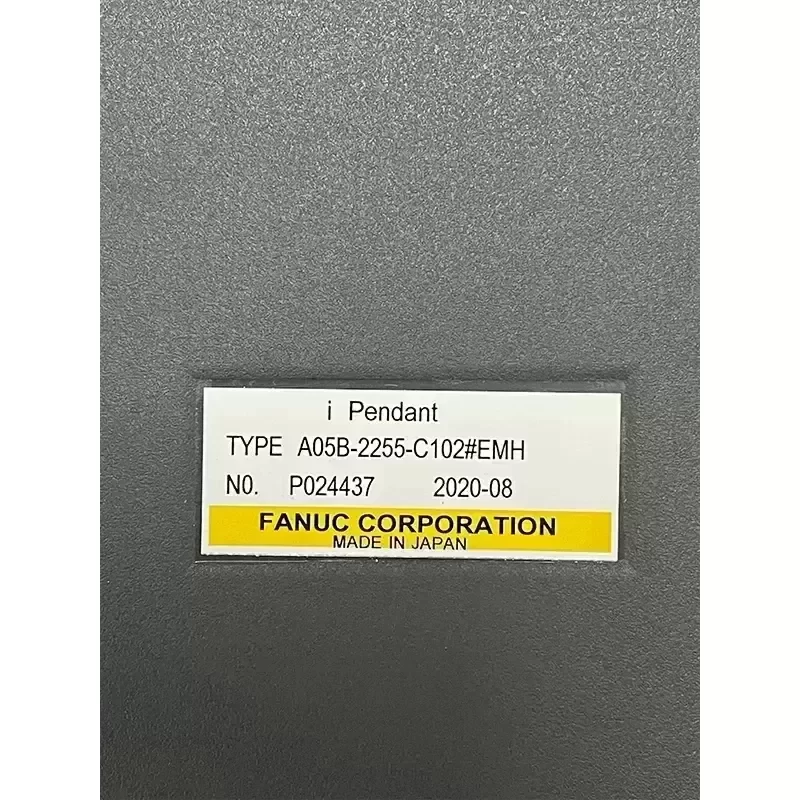 i Pendant
TYPE A05B-2255-C102#EMH
N0. P024437 2020-08
FANUC CORPORATION
MADE IN JAPAN